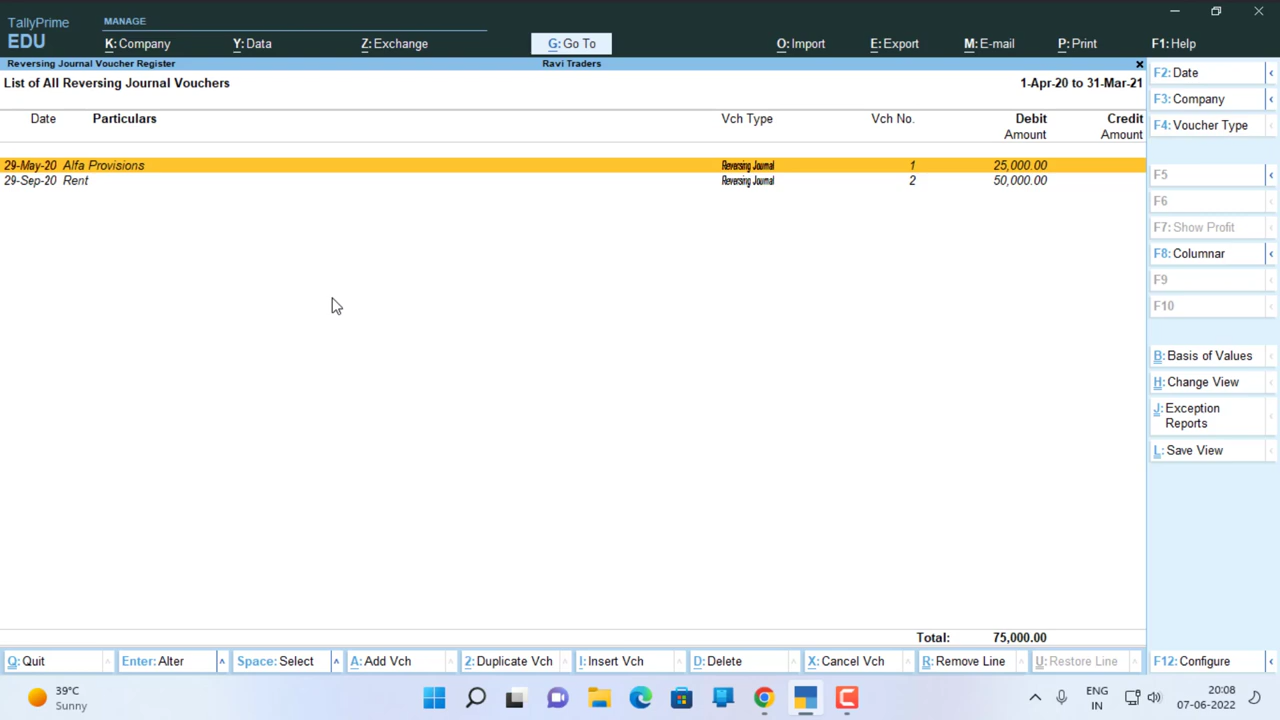 TallyPrime
EDU
MANAGE
K: Company Y: Data Z: Exchange G: Go To O: Import E: Export M: E-mail P: Print F1: Help
Reversing Journal Voucher Register Ravi Traders
List of All Reversing Journal Vouchers 1-Apr-20 to 31-Mar-21
Date Particulars Vch Type Vch No. Debit Credit
Amount Amount
29-May-20 Alfa Provisions Reversing Journal 1 25,000.00
29-Sep-20 Rent Reversing Journal 2 50,000.00
Total: 75,000.00
F2: Date
F3: Company
F4: Voucher Type
F5
F6
F7: Show Profit
F8: Columnar
F9
F10
B: Basis of Values
H: Change View
J: Exception
Reports
L: Save View
Q: Quit Enter: Alter Space: Select A: Add Vch 2: Duplicate Vch I: Insert Vch D: Delete X: Cancel Vch R: Remove Line U: Restore Line F12: Configure
39°C
Sunny
ENG
IN
20:08
07-06-2022